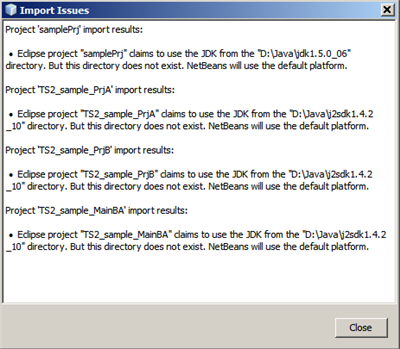 Import Issues
Project 'samplePrj' import results:
• Eclipse project "samplePrj" claims to use the JDK from the "D:\Java\jdk1.5.0_06"
directory. But this directory does not exist. NetBeans will use the default platform.
Project 'TS2_sample_PrjA' import results:
• Eclipse project "TS2_sample_PrjA" claims to use the JDK from the "D:\Java\j2sdk1.4.2
_10" directory. But this directory does not exist. NetBeans will use the default platform.
Project 'TS2_sample_PrjB' import results:
• Eclipse project "TS2_sample_PrjB" claims to use the JDK from the "D:\Java\j2sdk1.4.2
_10" directory. But this directory does not exist. NetBeans will use the default platform.
Project 'TS2_sample_MainBA' import results:
• Eclipse project "TS2_sample_MainBA" claims to use the JDK from the "D:\Java\j2sdk1.4.2
_10" directory. But this directory does not exist. NetBeans will use the default platform.
Close